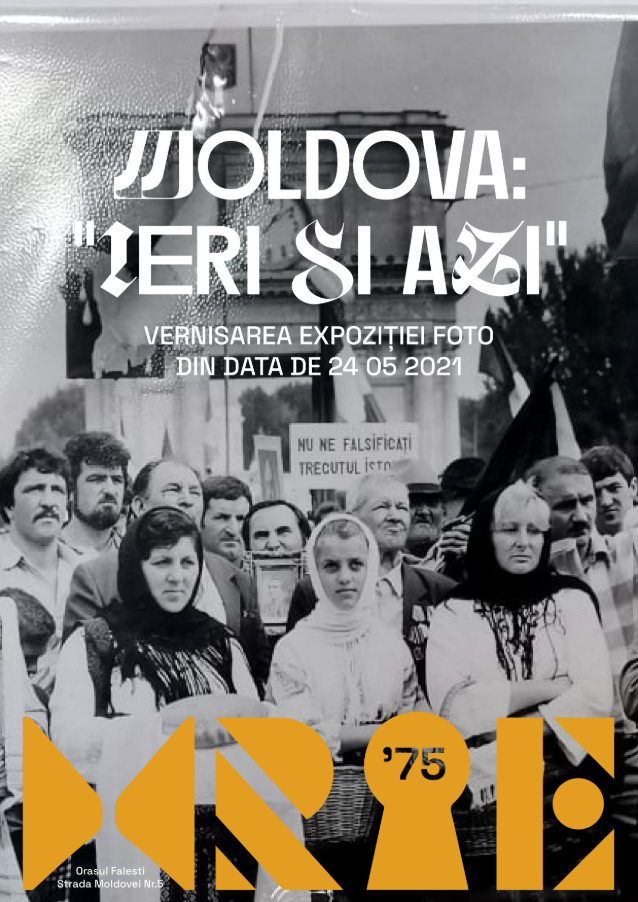 MOLDOVA:
"IERI ȘI AZI"
VERNISAREA EXPOZIȚIEI FOTO
DIN DATA DE 24 05 2021
NU NE FALSIFICAȚI
TRECUTUL ISTO
'75
Orasul Falesti
Strada Moldovei Nr.5